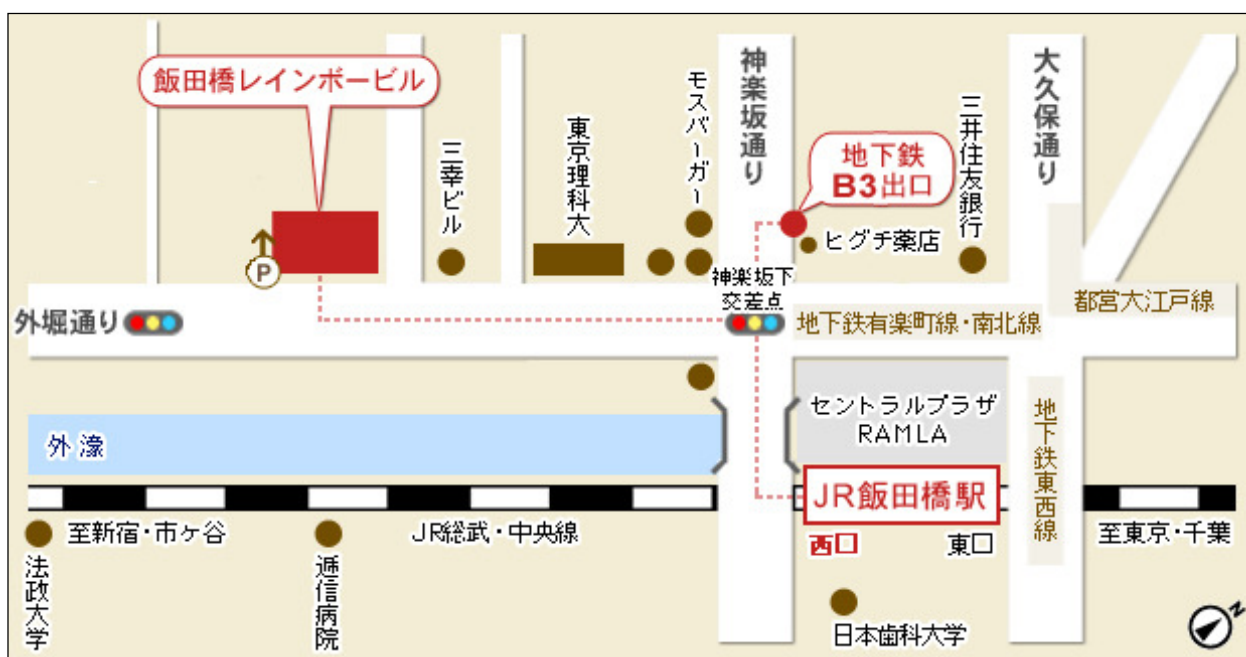 飯田橋レインボービル
三幸ビル
東京理科大
モスバーガー
神楽坂通り
地下鉄
B3出口
ヒグチ薬店
三井住友銀行
大久保通り
P
外堀通り
神楽坂下
交差点
地下鉄有楽町線・南北線
都営大江戸線
セントラルプラザ
RAMLA
地下鉄東西線
外濠
JR飯田橋駅
西口
東口
至新宿・市ヶ谷
JR総武・中央線
至東京・千葉
法政大学
逓信病院
日本歯科大学
N